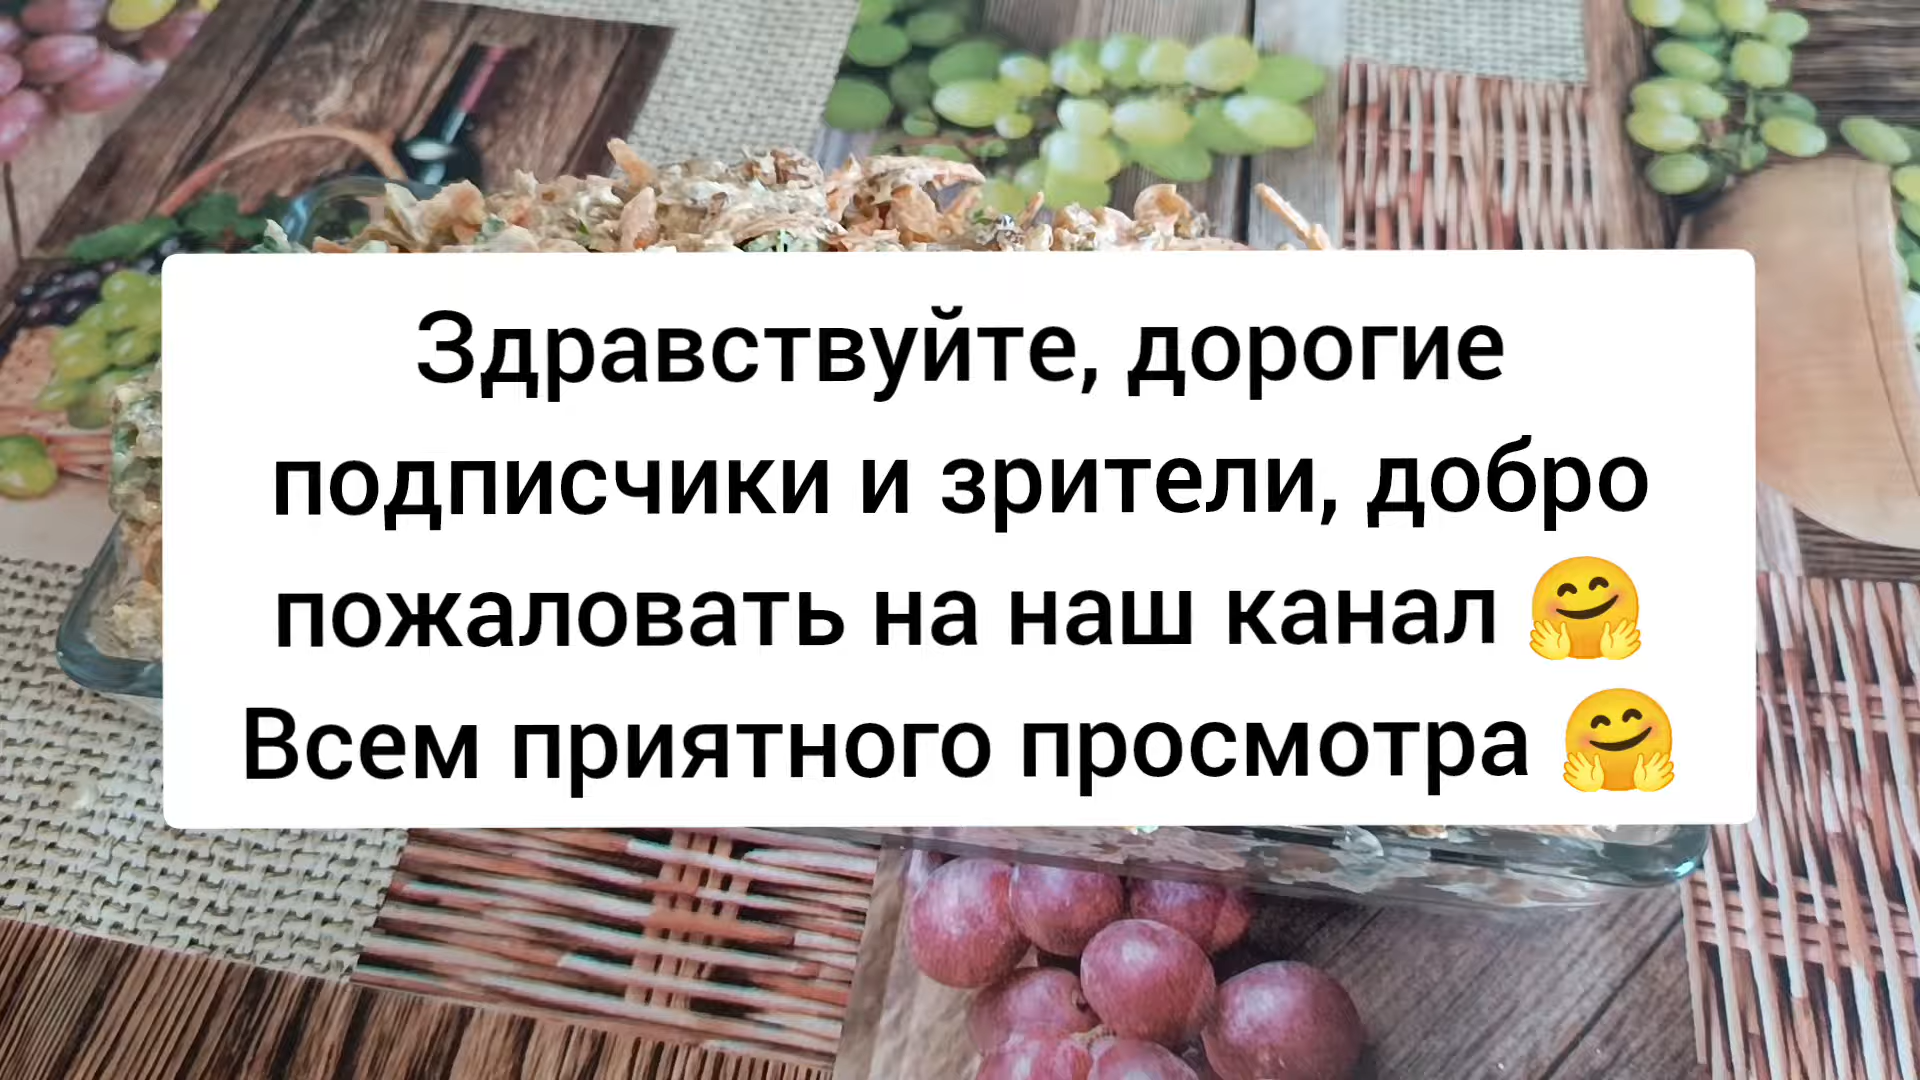 Здравствуйте, дорогие
подписчики и зрители, добро
пожаловать на наш канал 🤗
Всем приятного просмотра 🤗